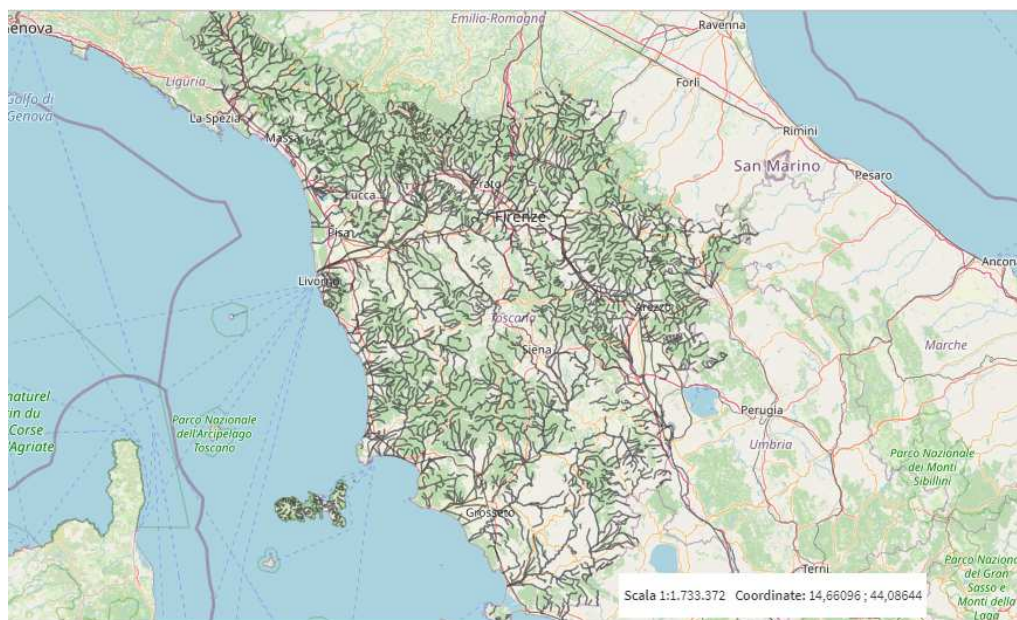 Emilia-Romagna
Ravenna
Genova
Forlì
Liguria
Golfo di
Genova
La Spezia
Massa
Rimini
San Marino
Pesaro
Lucca
Prato
Firenze
Pisa
Ancona
Livorno
Arezzo
Toscana
Siena
Marche
naturel
in du
Corse
'Agriate
Parco Nazionale
dell'Arcipelago
Toscano
Perugia
Umbria
Parco Nazionale
dei Monti
Sibillini
Grosseto
Terni
Parco Naziona
del Gran
Sasso e
Monti della
Laga
Scala 1:1.733.372 Coordinate: 14,66096 ; 44,08644